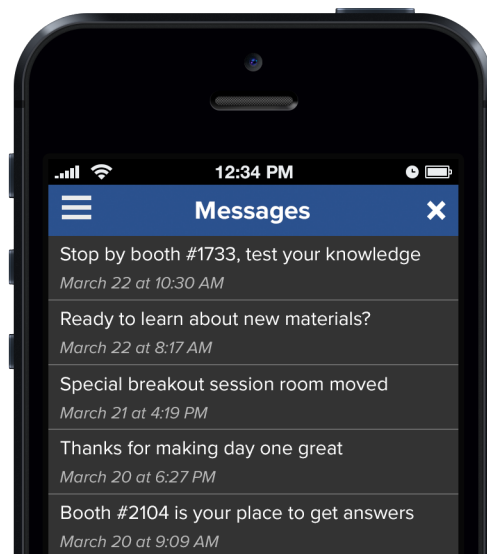 12:34 PM
Messages
Stop by booth #1733, test your knowledge
March 22 at 10:30 AM
Ready to learn about new materials?
March 22 at 8:17 AM
Special breakout session room moved
March 21 at 4:19 PM
Thanks for making day one great
March 20 at 6:27 PM
Booth #2104 is your place to get answers
March 20 at 9:09 AM